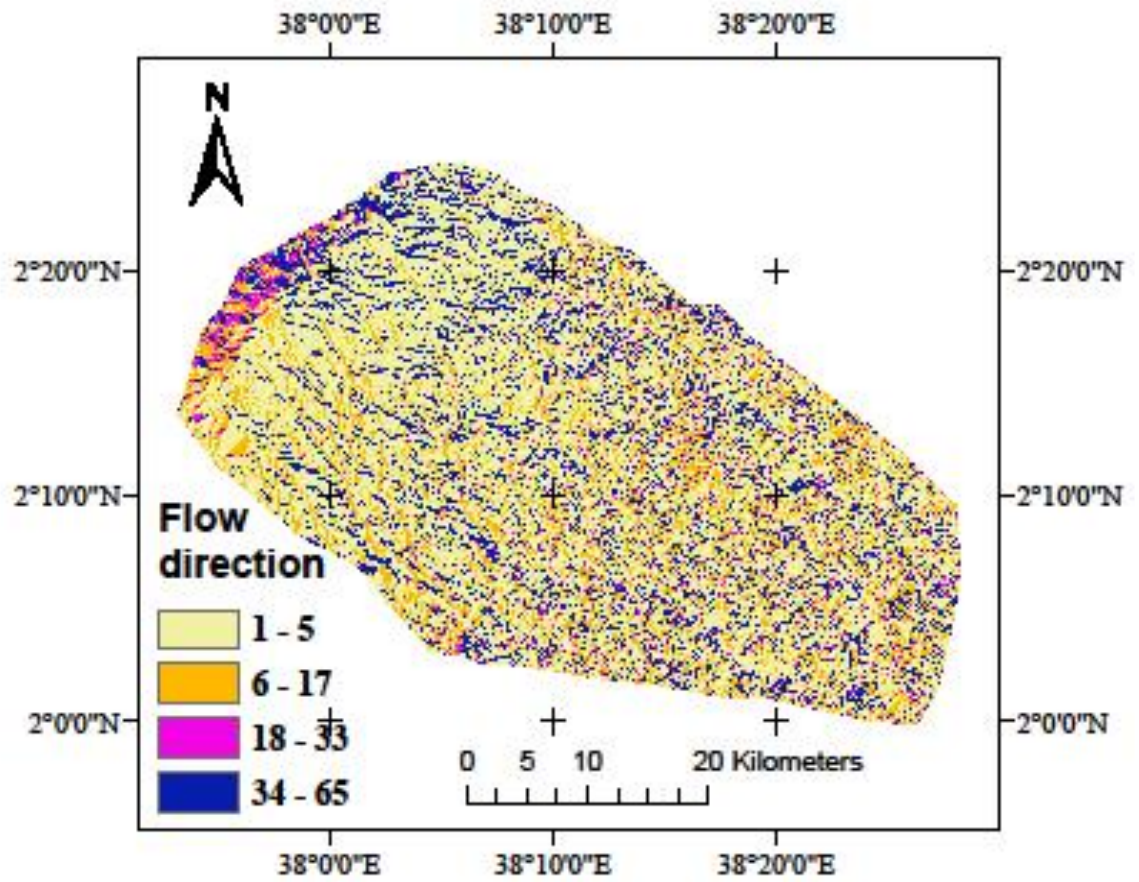 38°0'0"E 38°10'0"E 38°20'0"E
N
2°20'0"N 2°20'0"N
2°10'0"N 2°10'0"N
Flow
direction
1 - 5
6 - 17
18 - 33
34 - 65
2°0'0"N 2°0'0"N
0 5 10 20 Kilometers
38°0'0"E 38°10'0"E 38°20'0"E